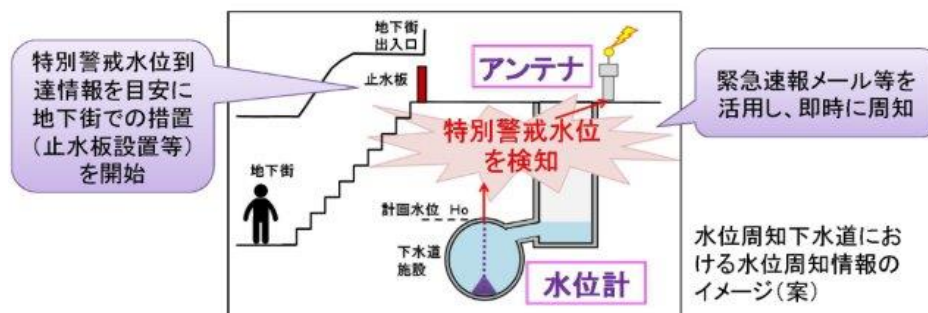 特別警戒水位到
達情報を目安に
地下街での措置
（止水板設置等）
を開始
地下街
出入口
止水板
アンテナ
緊急速報メール等を
活用し、即時に周知
特別警戒水位
を検知
地下街
計画水位 Ho
下水道
施設
水位計
水位周知下水道にお
ける水位周知情報の
イメージ（案）